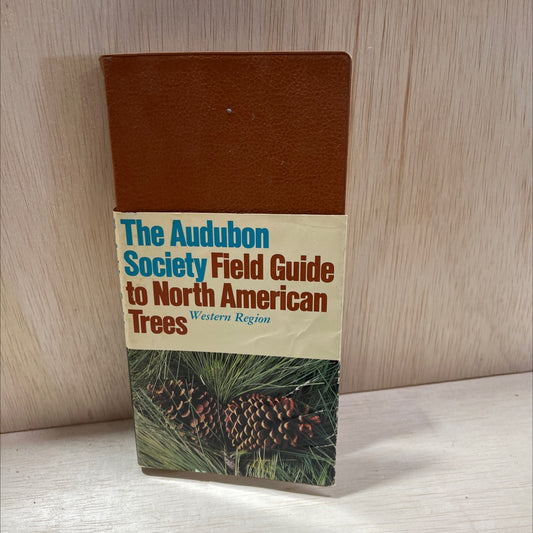 The Audubon
Society Field Guide
to North American
Trees Western Region